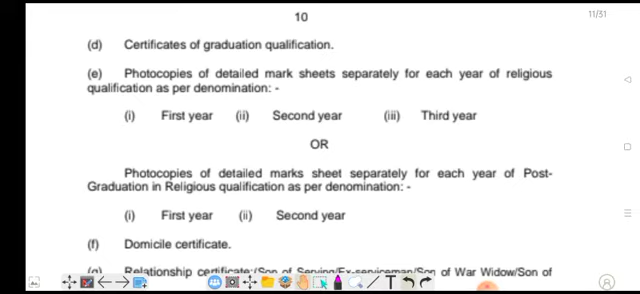 11/31
10
(d) Certificates of graduation qualification.
(e) Photocopies of detailed mark sheets separately for each year of religious
qualification as per denomination: -
(i) First year (ii) Second year (iii) Third year
OR
Photocopies of detailed marks sheet separately for each year of Post-
Graduation in Religious qualification as per denomination: -
(i) First year (ii) Second year
(f) Domicile certificate.
(g) Relationship certificate:(Son of Serving/Ex-serviceman/Son of War Widow/Son of